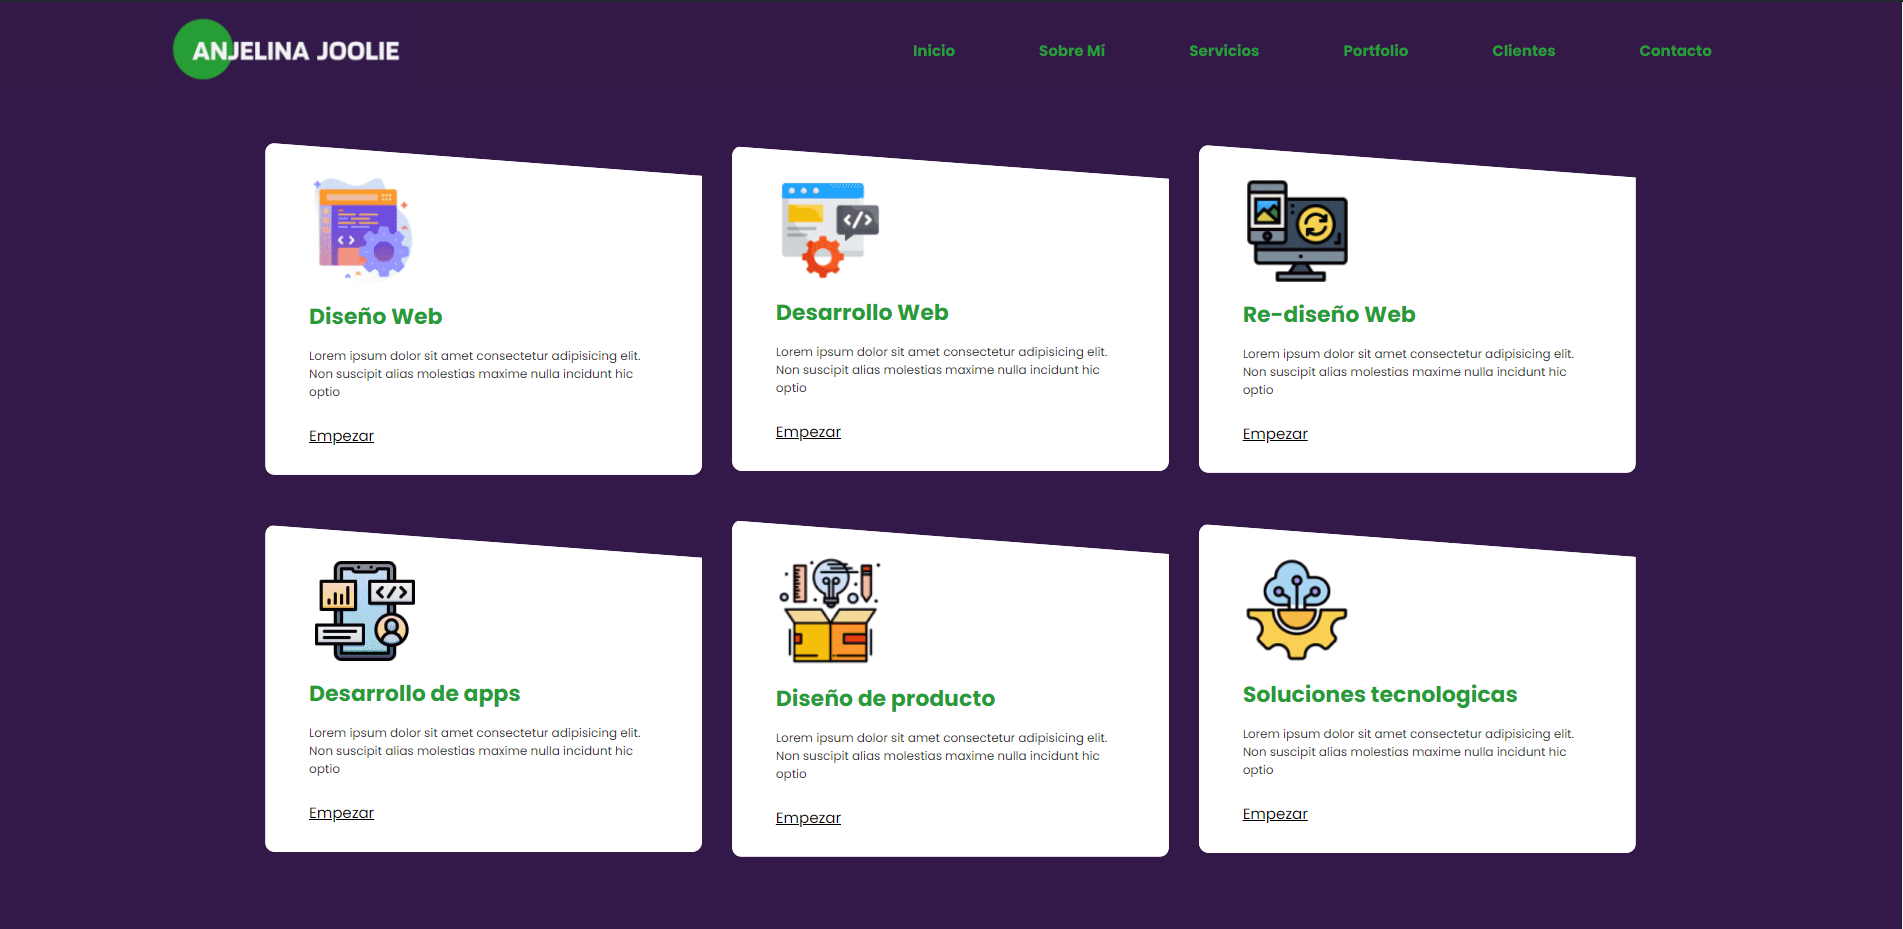 ANJELINA JOOLIE
Inicio
Sobre Mí
Servicios
Portfolio
Clientes
Contacto
Diseño Web
Lorem ipsum dolor sit amet consectetur adipisicing elit.
Non suscipit alias molestias maxime nulla incidunt hic
optio
Empezar
Desarrollo Web
Lorem ipsum dolor sit amet consectetur adipisicing elit.
Non suscipit alias molestias maxime nulla incidunt hic
optio
Empezar
Re-diseño Web
Lorem ipsum dolor sit amet consectetur adipisicing elit.
Non suscipit alias molestias maxime nulla incidunt hic
optio
Empezar
Desarrollo de apps
Lorem ipsum dolor sit amet consectetur adipisicing elit.
Non suscipit alias molestias maxime nulla incidunt hic
optio
Empezar
Diseño de producto
Lorem ipsum dolor sit amet consectetur adipisicing elit.
Non suscipit alias molestias maxime nulla incidunt hic
optio
Empezar
Soluciones tecnologicas
Lorem ipsum dolor sit amet consectetur adipisicing elit.
Non suscipit alias molestias maxime nulla incidunt hic
optio
Empezar